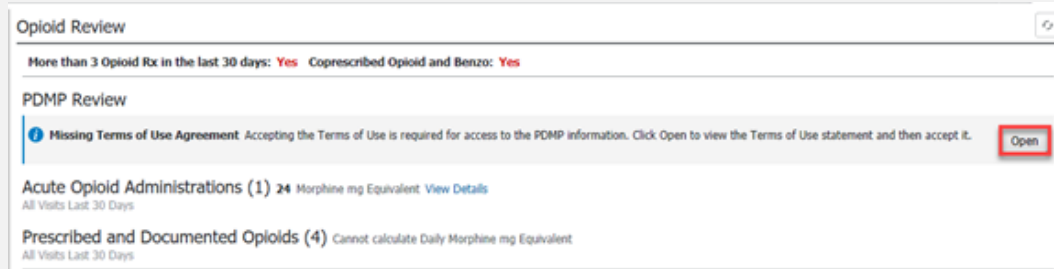 Opioid Review
More than 3 Opioid Rx in the last 30 days: Yes Coprescribed Opioid and Benzo: Yes
PDMP Review
Missing Terms of Use Agreement Accepting the Terms of Use is required for access to the PDMP information. Click Open to view the Terms of Use statement and then accept it. Open
Acute Opioid Administrations (1) 24 Morphine mg Equivalent View Details
All Visits Last 30 Days
Prescribed and Documented Opioids (4) Cannot calculate Daily Morphine mg Equivalent
All Visits Last 30 Days